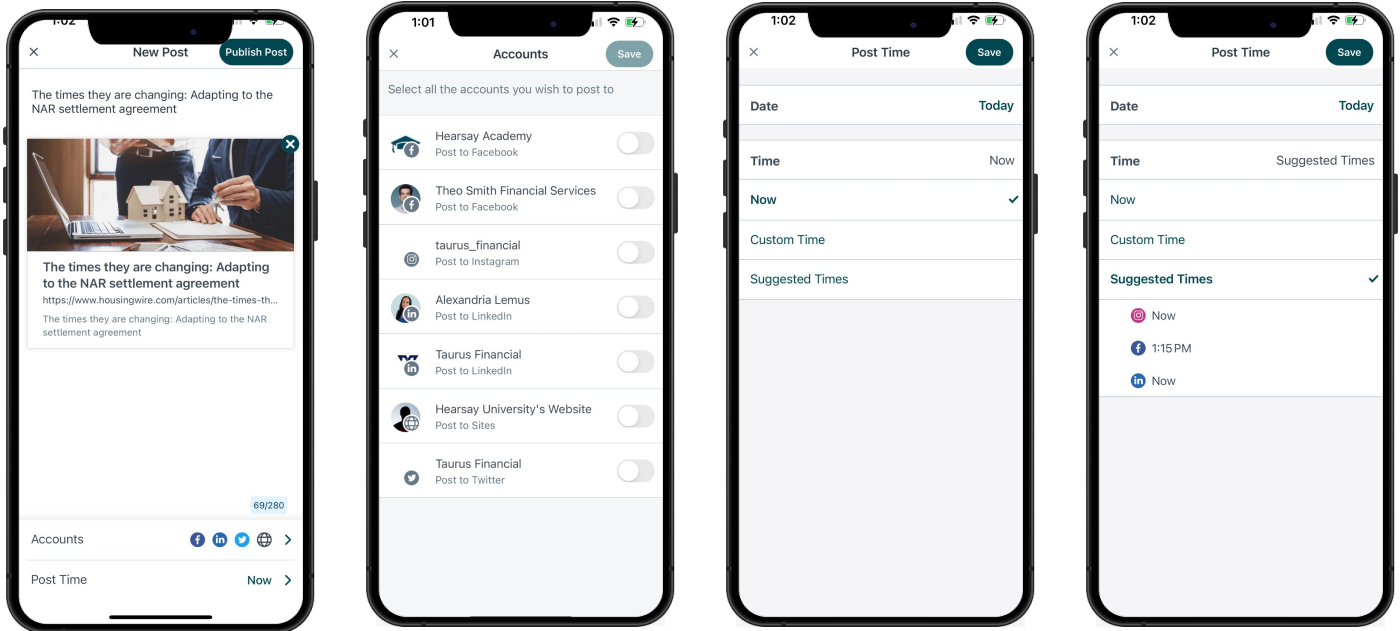 1:02
New Post
Publish Post
The times they are changing: Adapting to the
NAR settlement agreement
The times they are changing: Adapting
to the NAR settlement agreement
https://www.housingwire.com/articles/the-times-th...
The times they are changing: Adapting to the NAR
settlement agreement
69/280
Accounts
Post Time
Now
1:01
Accounts
Save
Select all the accounts you wish to post to
Hearsay Academy
Post to Facebook
Theo Smith Financial Services
Post to Facebook
taurus_financial
Post to Instagram
Alexandria Lemus
Post to LinkedIn
Taurus Financial
Post to LinkedIn
Hearsay University's Website
Post to Sites
Taurus Financial
Post to Twitter
1:02
Post Time
Save
Date
Today
Time
Now
Now
Custom Time
Suggested Times
1:02
Post Time
Save
Date
Today
Time
Suggested Times
Now
Custom Time
Suggested Times
Now
1:15 PM
Now